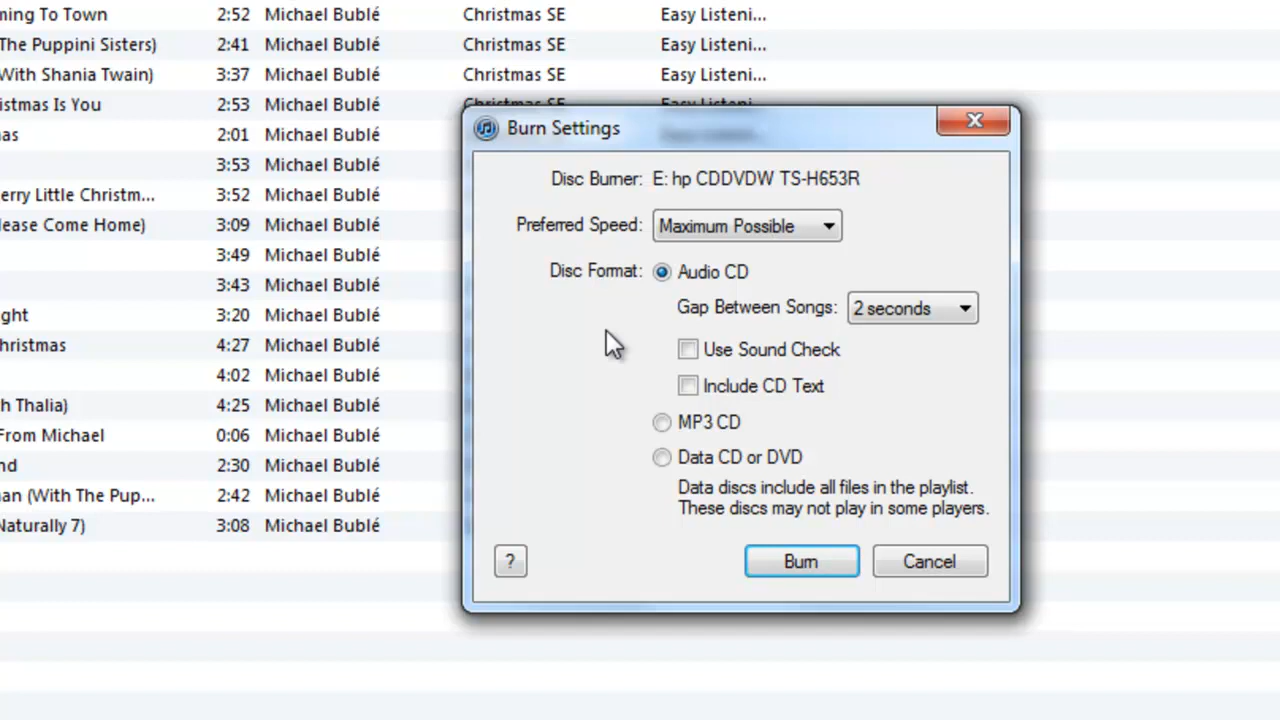 ming To Town 2:52 Michael Bublé Christmas SE Easy Listeni...
The Puppini Sisters) 2:41 Michael Bublé Christmas SE Easy Listeni...
With Shania Twain) 3:37 Michael Bublé Christmas SE Easy Listeni...
istmas Is You 2:53 Michael Bublé Christmas SE Easy Listeni...
nas 2:01 Michael Bublé
3:53 Michael Bublé
erry Little Christm... 3:52 Michael Bublé
lease Come Home) 3:09 Michael Bublé
3:49 Michael Bublé
3:43 Michael Bublé
ght 3:20 Michael Bublé
hristmas 4:27 Michael Bublé
4:02 Michael Bublé
h Thalia) 4:25 Michael Bublé
From Michael 0:06 Michael Bublé
nd 2:30 Michael Bublé
nan (With The Pup... 2:42 Michael Bublé
Naturally 7) 3:08 Michael Bublé
Burn Settings
Disc Burner: E: hp CDDVDW TS-H653R
Preferred Speed: Maximum Possible
Disc Format: Audio CD
Gap Between Songs: 2 seconds
Use Sound Check
Include CD Text
MP3 CD
Data CD or DVD
Data discs include all files in the playlist.
These discs may not play in some players.
? Burn Cancel